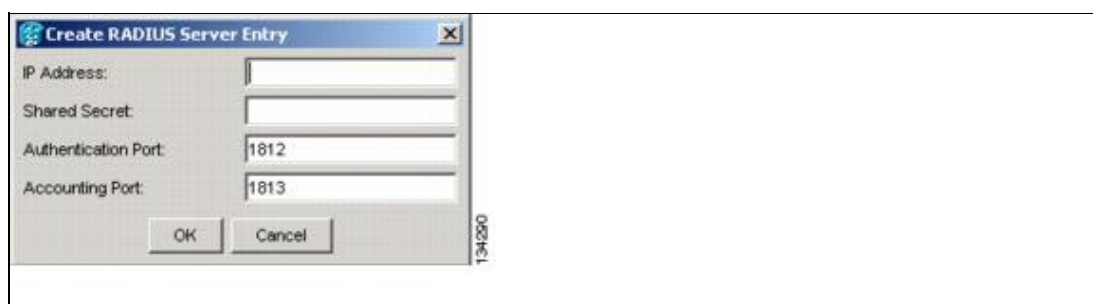 Create RADIUS Server Entry
IP Address:
Shared Secret:
Authentication Port: 1812
Accounting Port: 1813
OK Cancel
134290